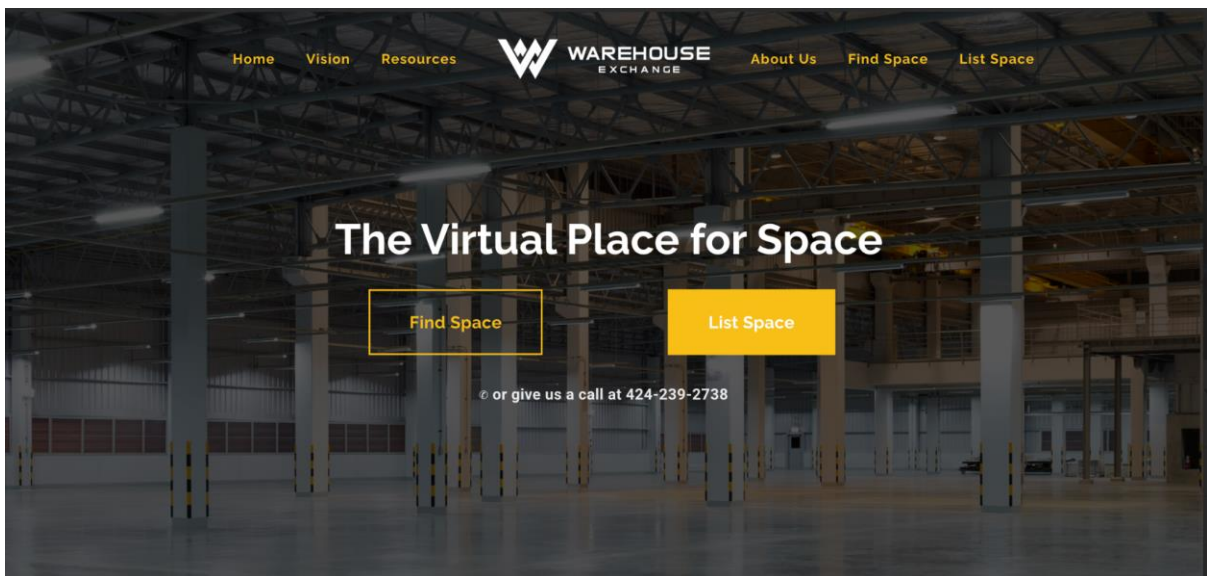 Home Vision Resources WAREHOUSE EXCHANGE About Us Find Space List Space
The Virtual Place for Space
Find Space List Space
✆ or give us a call at 424-239-2738